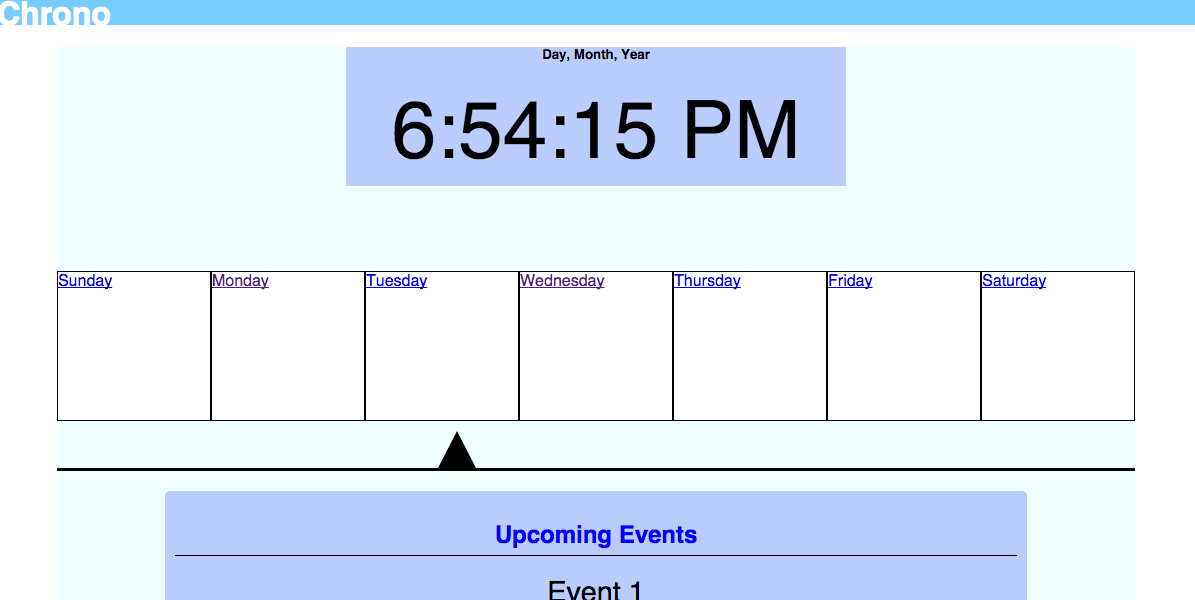 Chrono
Day, Month, Year
6:54:15 PM
Sunday Monday Tuesday Wednesday Thursday Friday Saturday
Upcoming Events
Event 1